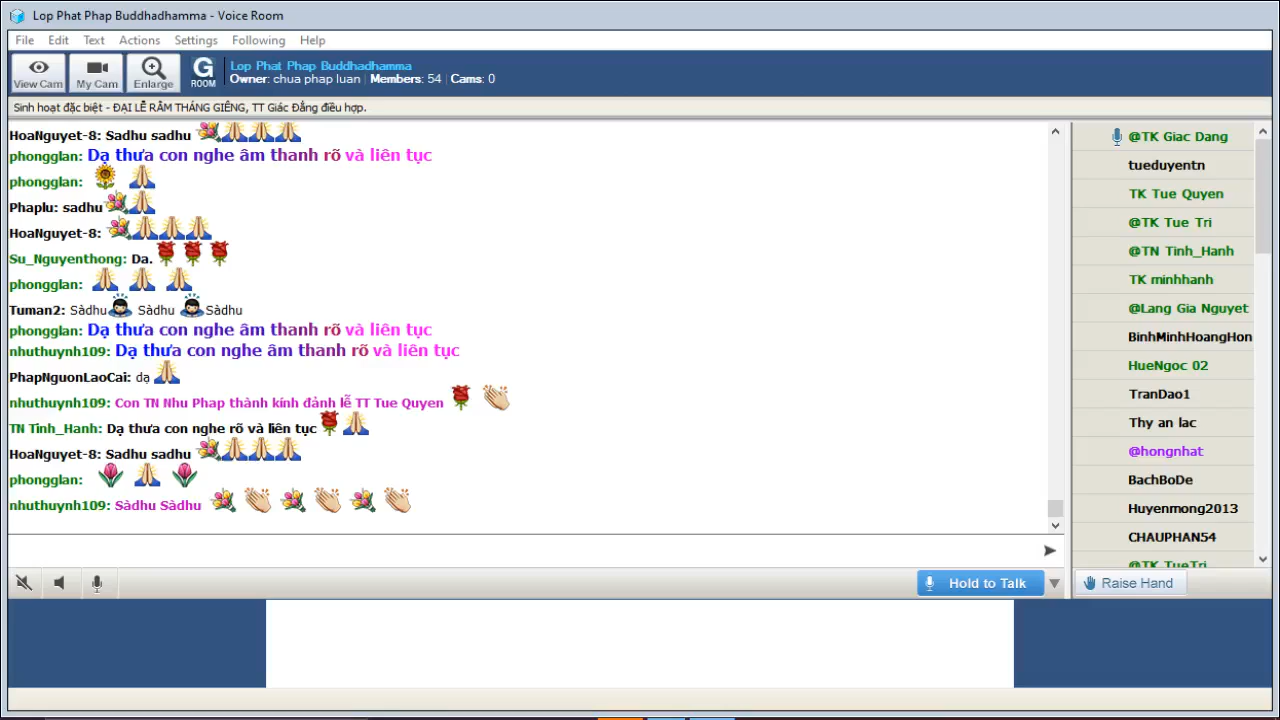 Lop Phat Phap Buddhadhamma - Voice Room
File Edit Text Actions Settings Following Help
View Cam My Cam Enlarge G ROOM
Lop Phat Phap Buddhadhamma
Owner: chua phap luan | Members: 54 | Cams: 0
Sinh hoạt đặc biệt - ĐẠI LỄ RẰM THÁNG GIÊNG, TT Giác Đẳng điều hợp.
HoaNguyet-8: Sadhu sadhu
phongglan: Dạ thưa con nghe âm thanh rõ và liên tục
phongglan:
Phaplu: sadhu
HoaNguyet-8:
Su_Nguyenthong: Da.
phongglan:
Tuman2: Sàdhu Sàdhu Sàdhu
phongglan: Dạ thưa con nghe âm thanh rõ và liên tục
nhuthuynh109: Dạ thưa con nghe âm thanh rõ và liên tục
PhapNguonLaoCai: dạ
nhuthuynh109: Con TN Nhu Phap thành kính đảnh lễ TT Tue Quyen
TN Tinh_Hanh: Dạ thưa con nghe rõ và liên tục
HoaNguyet-8: Sadhu sadhu
phongglan:
nhuthuynh109: Sàdhu Sàdhu
@TK Giac Dang
tueduyentn
TK Tue Quyen
@TK Tue Tri
@TN Tinh_Hanh
TK minhhanh
@Lang Gia Nguyet
BinhMinhHoangHon
HueNgoc 02
TranDao1
Thy an lac
@hongnhat
BachBoDe
Huyenmong2013
CHAUPHAN54
@TK TueTri
Hold to Talk
Raise Hand